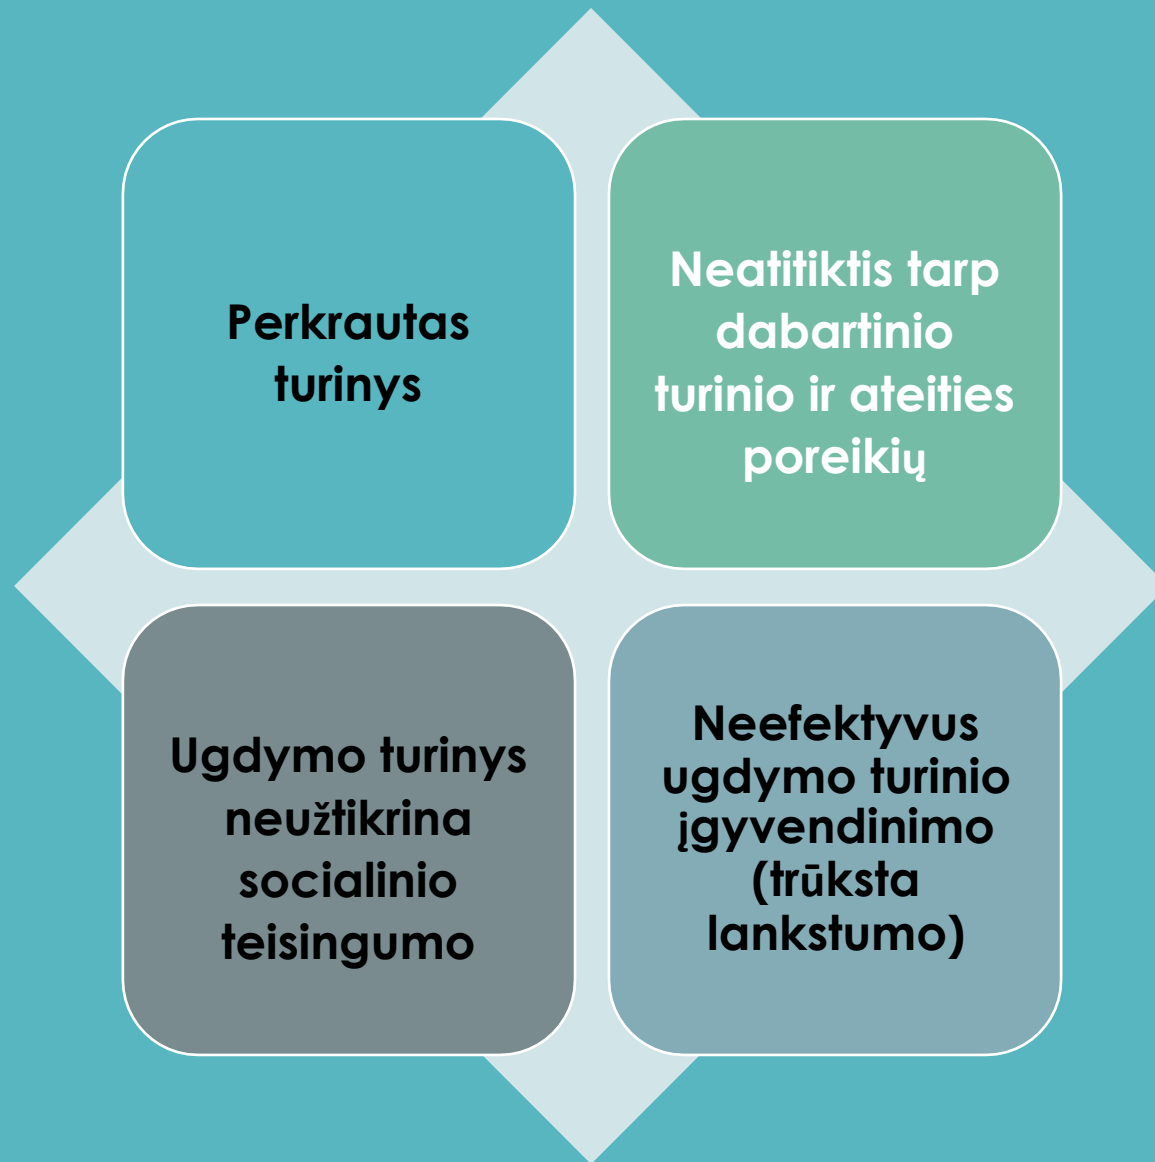 Perkrautas
turinys
Neatitiktis tarp
dabartinio
turinio ir ateities
poreikių
Ugdymo turinys
neužtikrina
socialinio
teisingumo
Neefektyvus
ugdymo turinio
įgyvendinimo
(trūksta
lankstumo)